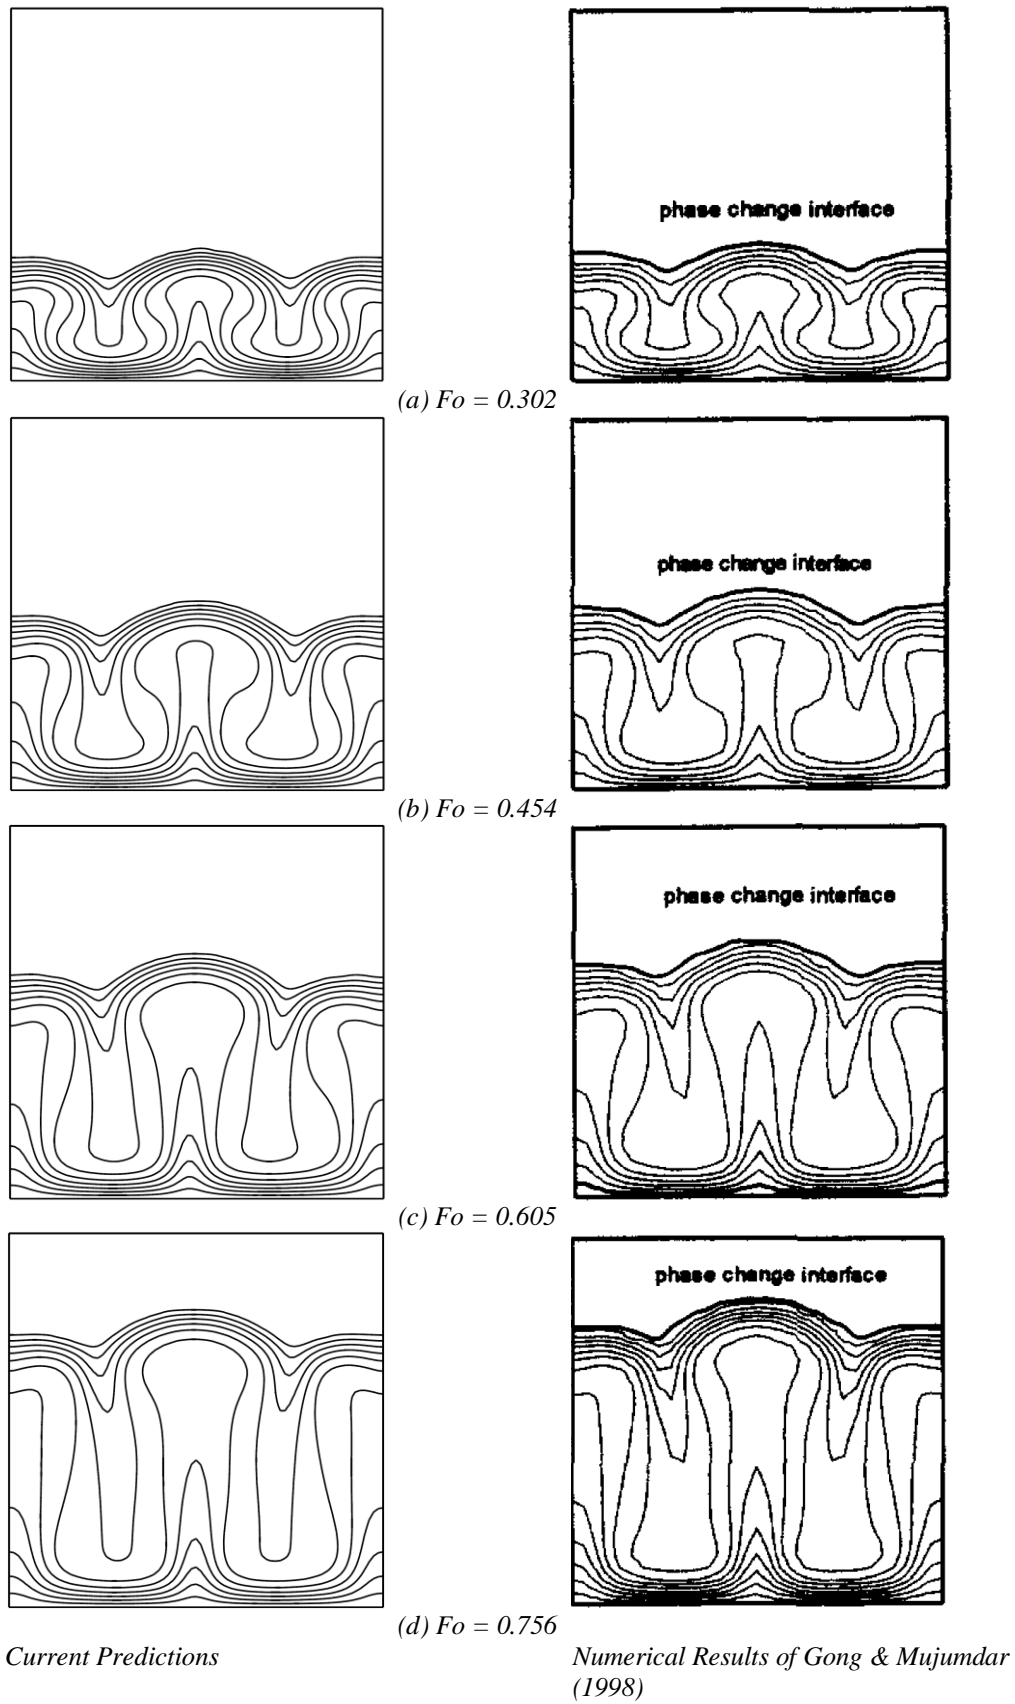 phase change interface
(a) Fo = 0.302
phase change interface
(b) Fo = 0.454
phase change interface
(c) Fo = 0.605
phase change interface
(d) Fo = 0.756
Current Predictions
Numerical Results of Gong & Mujumdar
(1998)